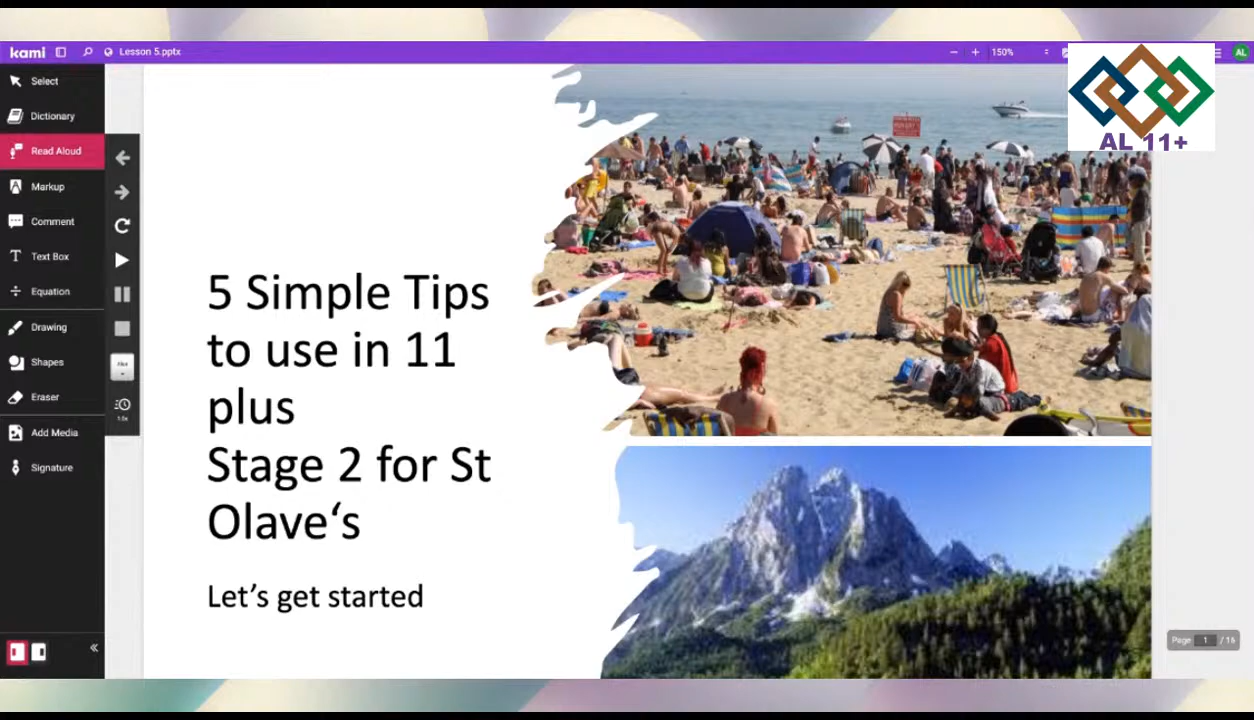 kami
Lesson 5.pptx
150%
AL
AL 11+
Select
Dictionary
Read Aloud
Markup
Comment
Text Box
Equation
Drawing
Shapes
Eraser
Add Media
Signature
5 Simple Tips
to use in 11
plus
Stage 2 for St
Olave‘s
Let’s get started
Page 1 / 16